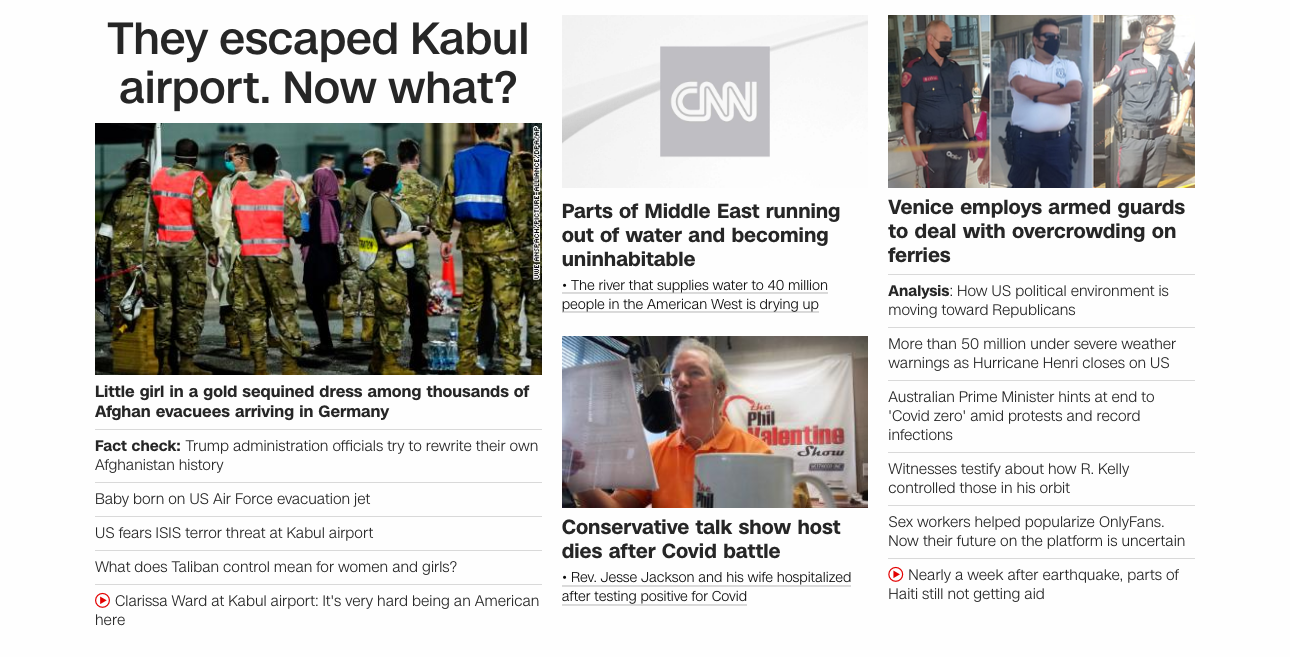 They escaped Kabul
airport. Now what?
UWE ANSPACH/PICTURE-ALLIANCE/DPA/AP
Little girl in a gold sequined dress among thousands of
Afghan evacuees arriving in Germany
Fact check: Trump administration officials try to rewrite their own
Afghanistan history
Baby born on US Air Force evacuation jet
US fears ISIS terror threat at Kabul airport
What does Taliban control mean for women and girls?
Clarissa Ward at Kabul airport: It's very hard being an American
here
CNN
Parts of Middle East running
out of water and becoming
uninhabitable
• The river that supplies water to 40 million
people in the American West is drying up
the
Phil
Valentine
Show
WESTWOOD ONE
the
Phil
Conservative talk show host
dies after Covid battle
• Rev. Jesse Jackson and his wife hospitalized
after testing positive for Covid
Venice employs armed guards
to deal with overcrowding on
ferries
Analysis: How US political environment is
moving toward Republicans
More than 50 million under severe weather
warnings as Hurricane Henri closes on US
Australian Prime Minister hints at end to
'Covid zero' amid protests and record
infections
Witnesses testify about how R. Kelly
controlled those in his orbit
Sex workers helped popularize OnlyFans.
Now their future on the platform is uncertain
Nearly a week after earthquake, parts of
Haiti still not getting aid